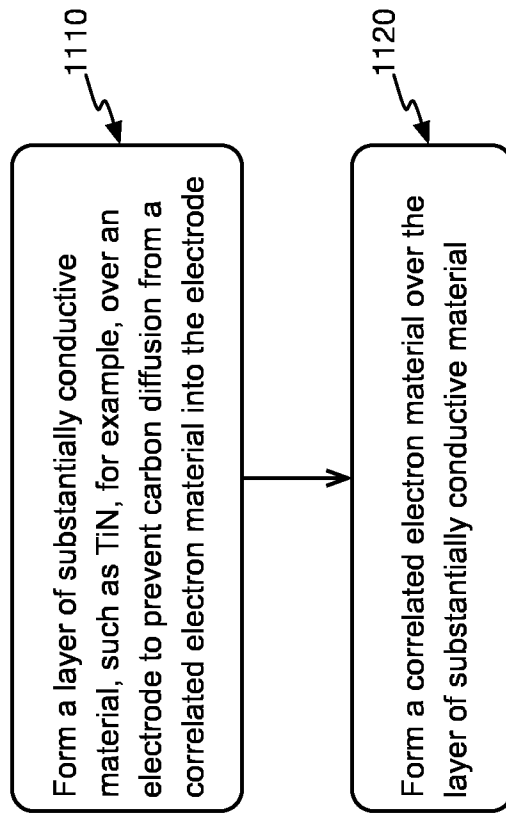 Form a layer of substantially conductive
material, such as TiN, for example, over an
electrode to prevent carbon diffusion from a
correlated electron material into the electrode
1110
Form a correlated electron material over the
layer of substantially conductive material
1120